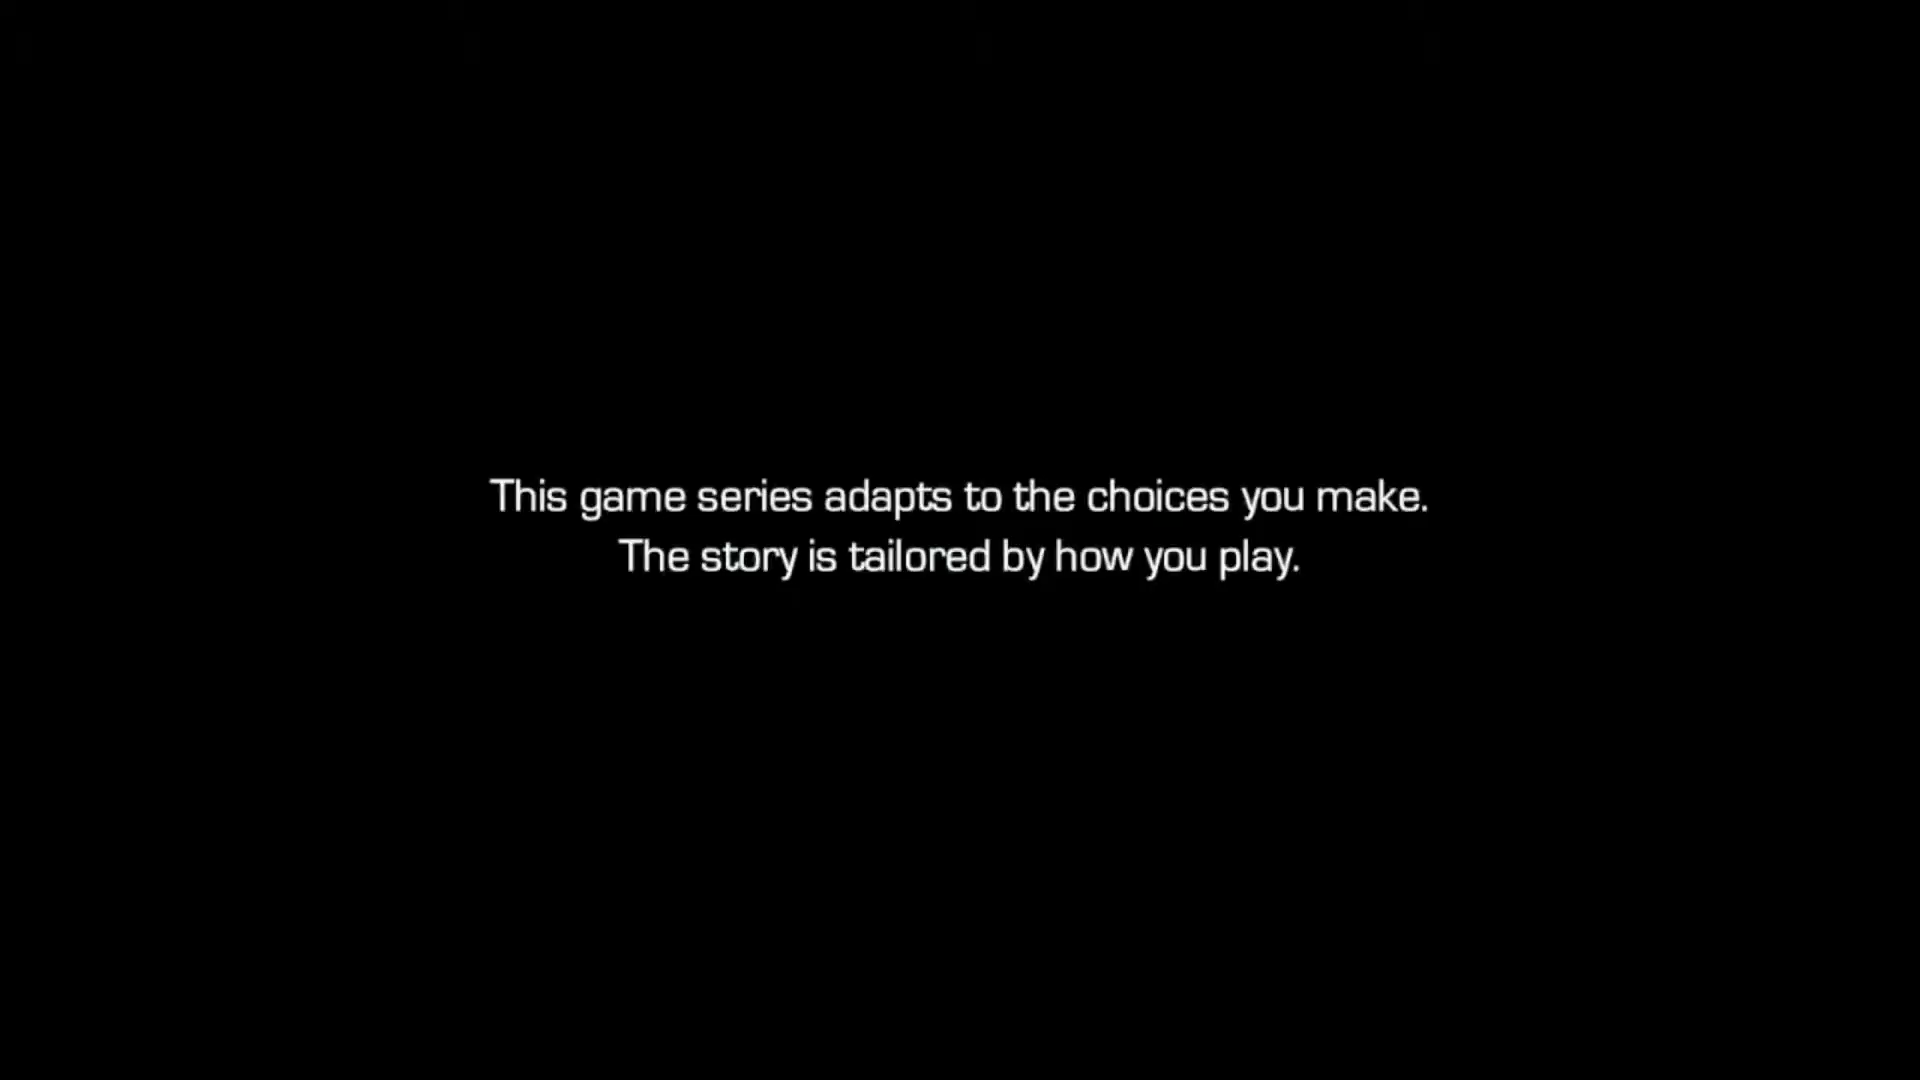 This game series adapts to the choices you make.
The story is tailored by how you play.